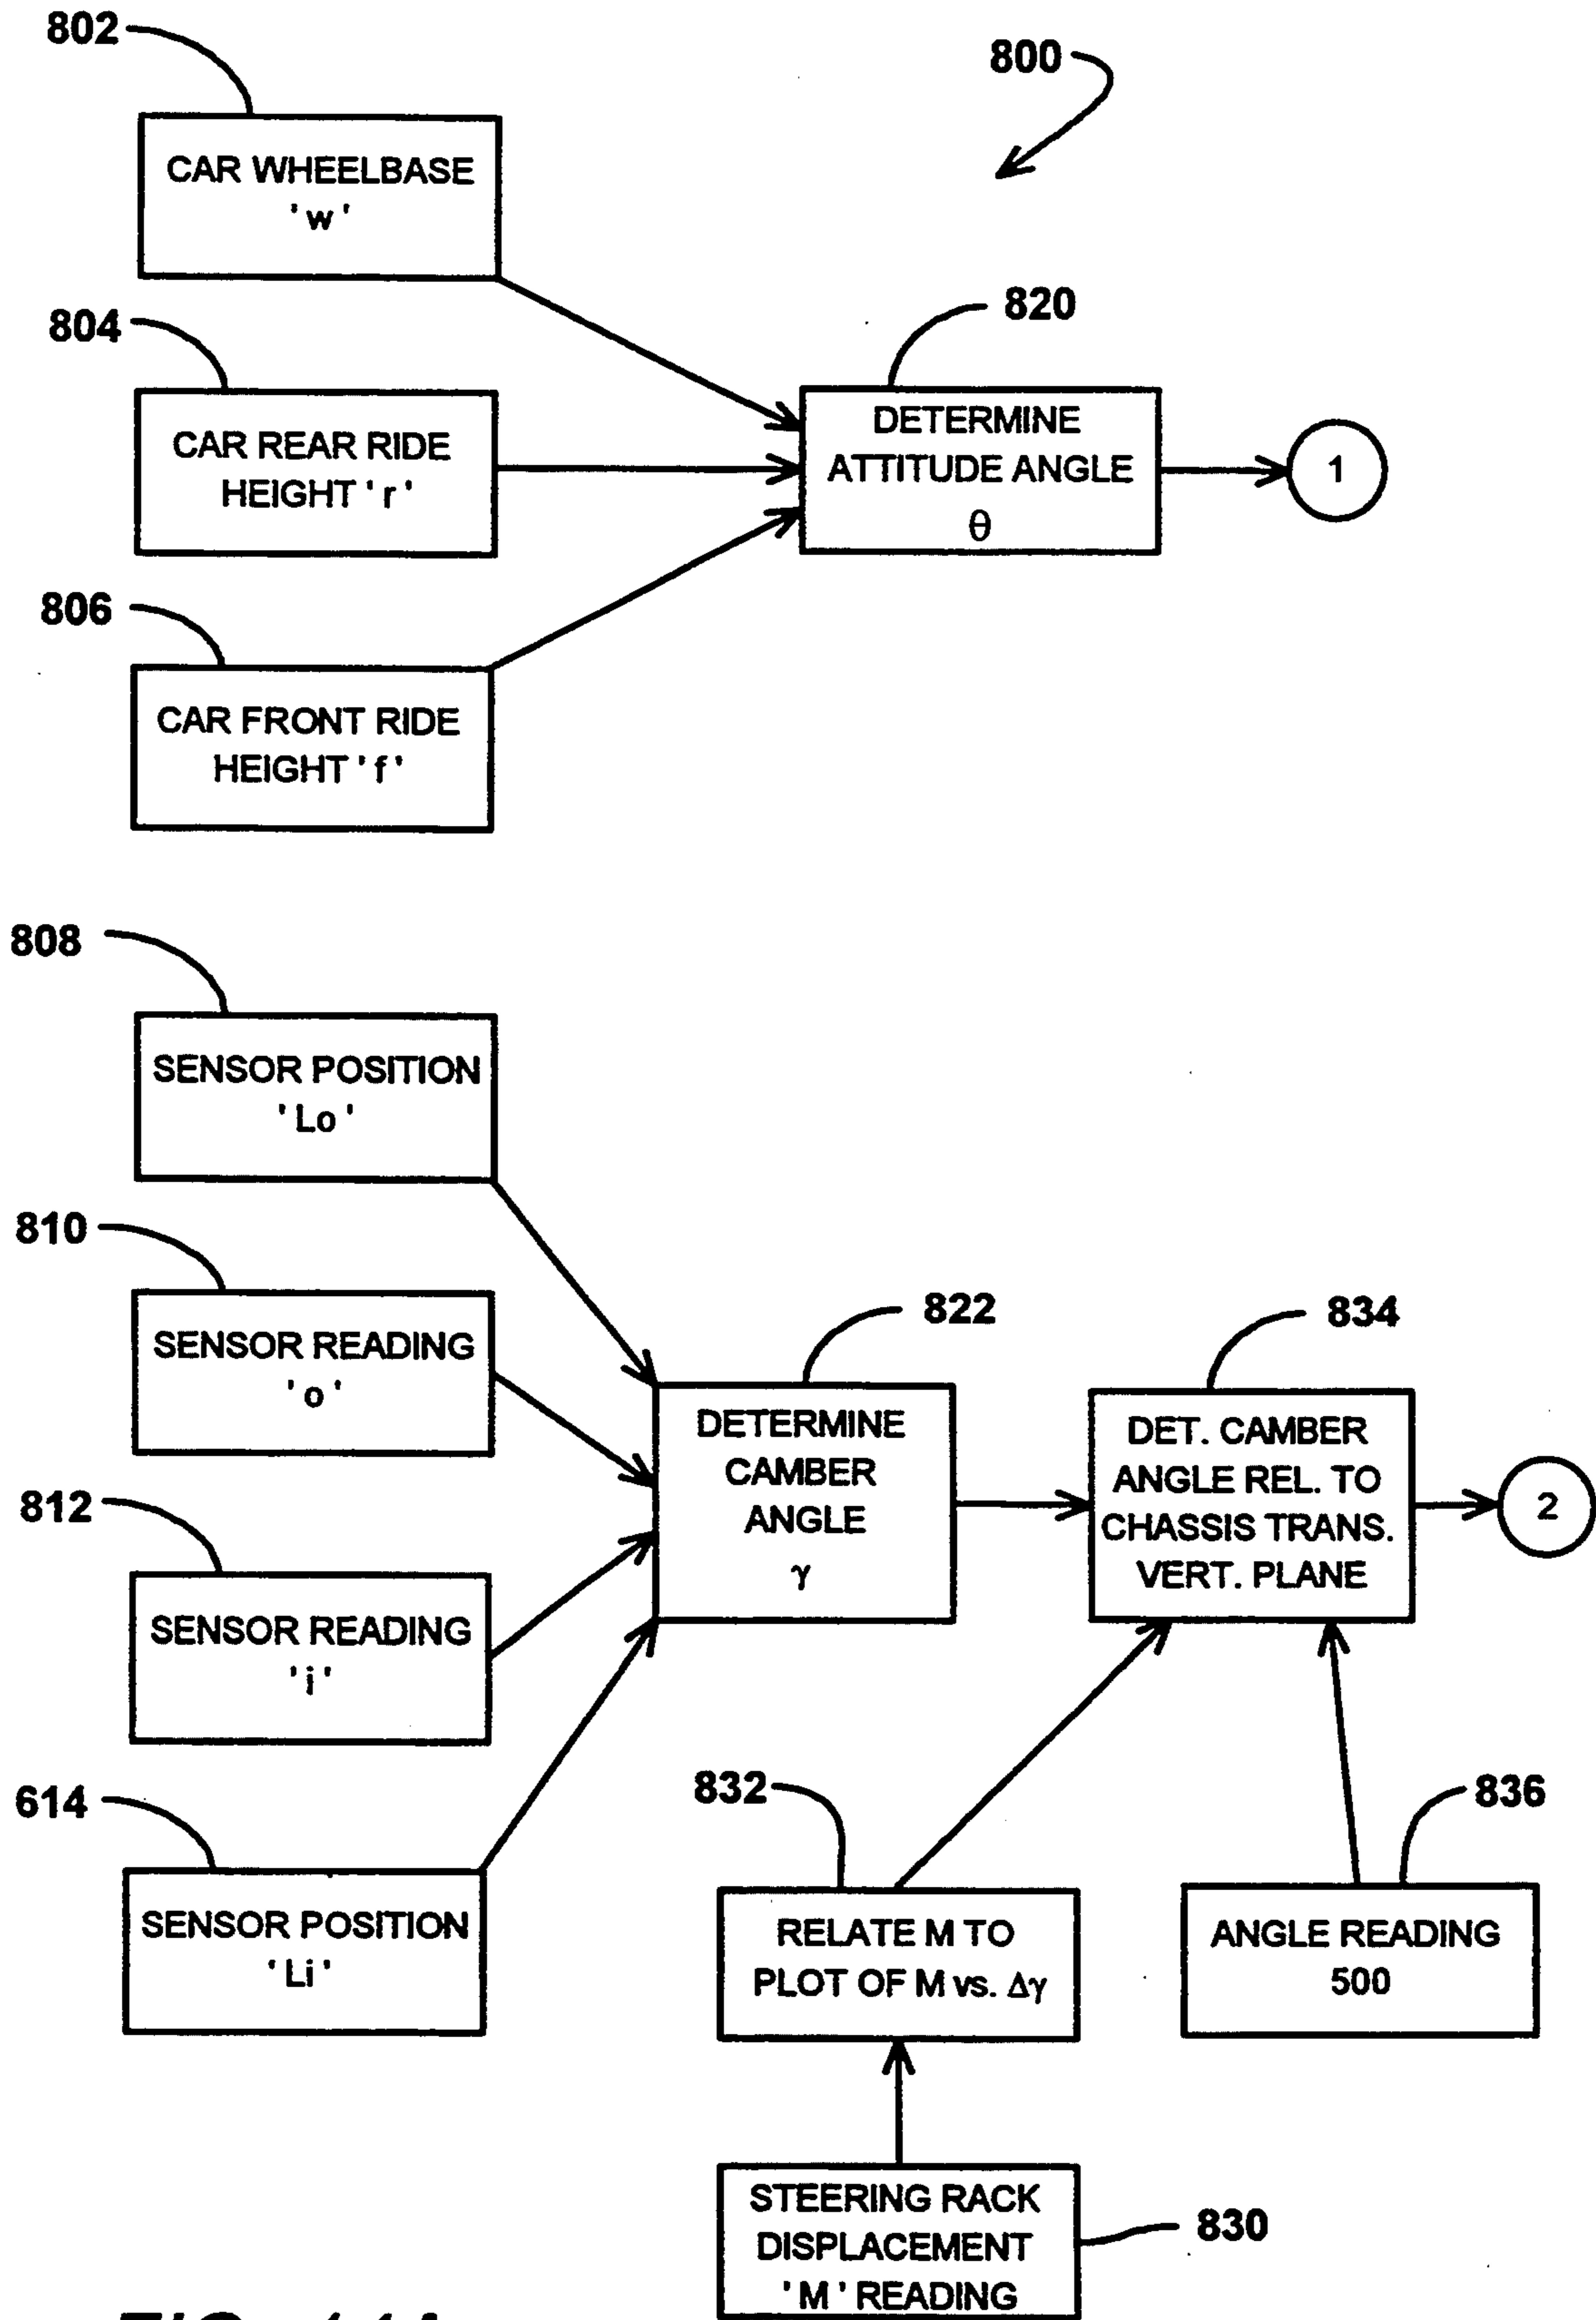 802
800
CAR WHEELBASE
' w '
804
820
CAR REAR RIDE
HEIGHT ' r '
DETERMINE
ATTITUDE ANGLE
θ
1
806
CAR FRONT RIDE
HEIGHT ' f '
808
SENSOR POSITION
' Lo '
810
SENSOR READING
' o '
822
834
DETERMINE
CAMBER
ANGLE
γ
DET. CAMBER
ANGLE REL. TO
CHASSIS TRANS.
VERT. PLANE
2
812
SENSOR READING
' i '
614
SENSOR POSITION
' Li '
832
836
RELATE M TO
PLOT OF M vs. Δγ
ANGLE READING
500
STEERING RACK
DISPLACEMENT
' M ' READING
830